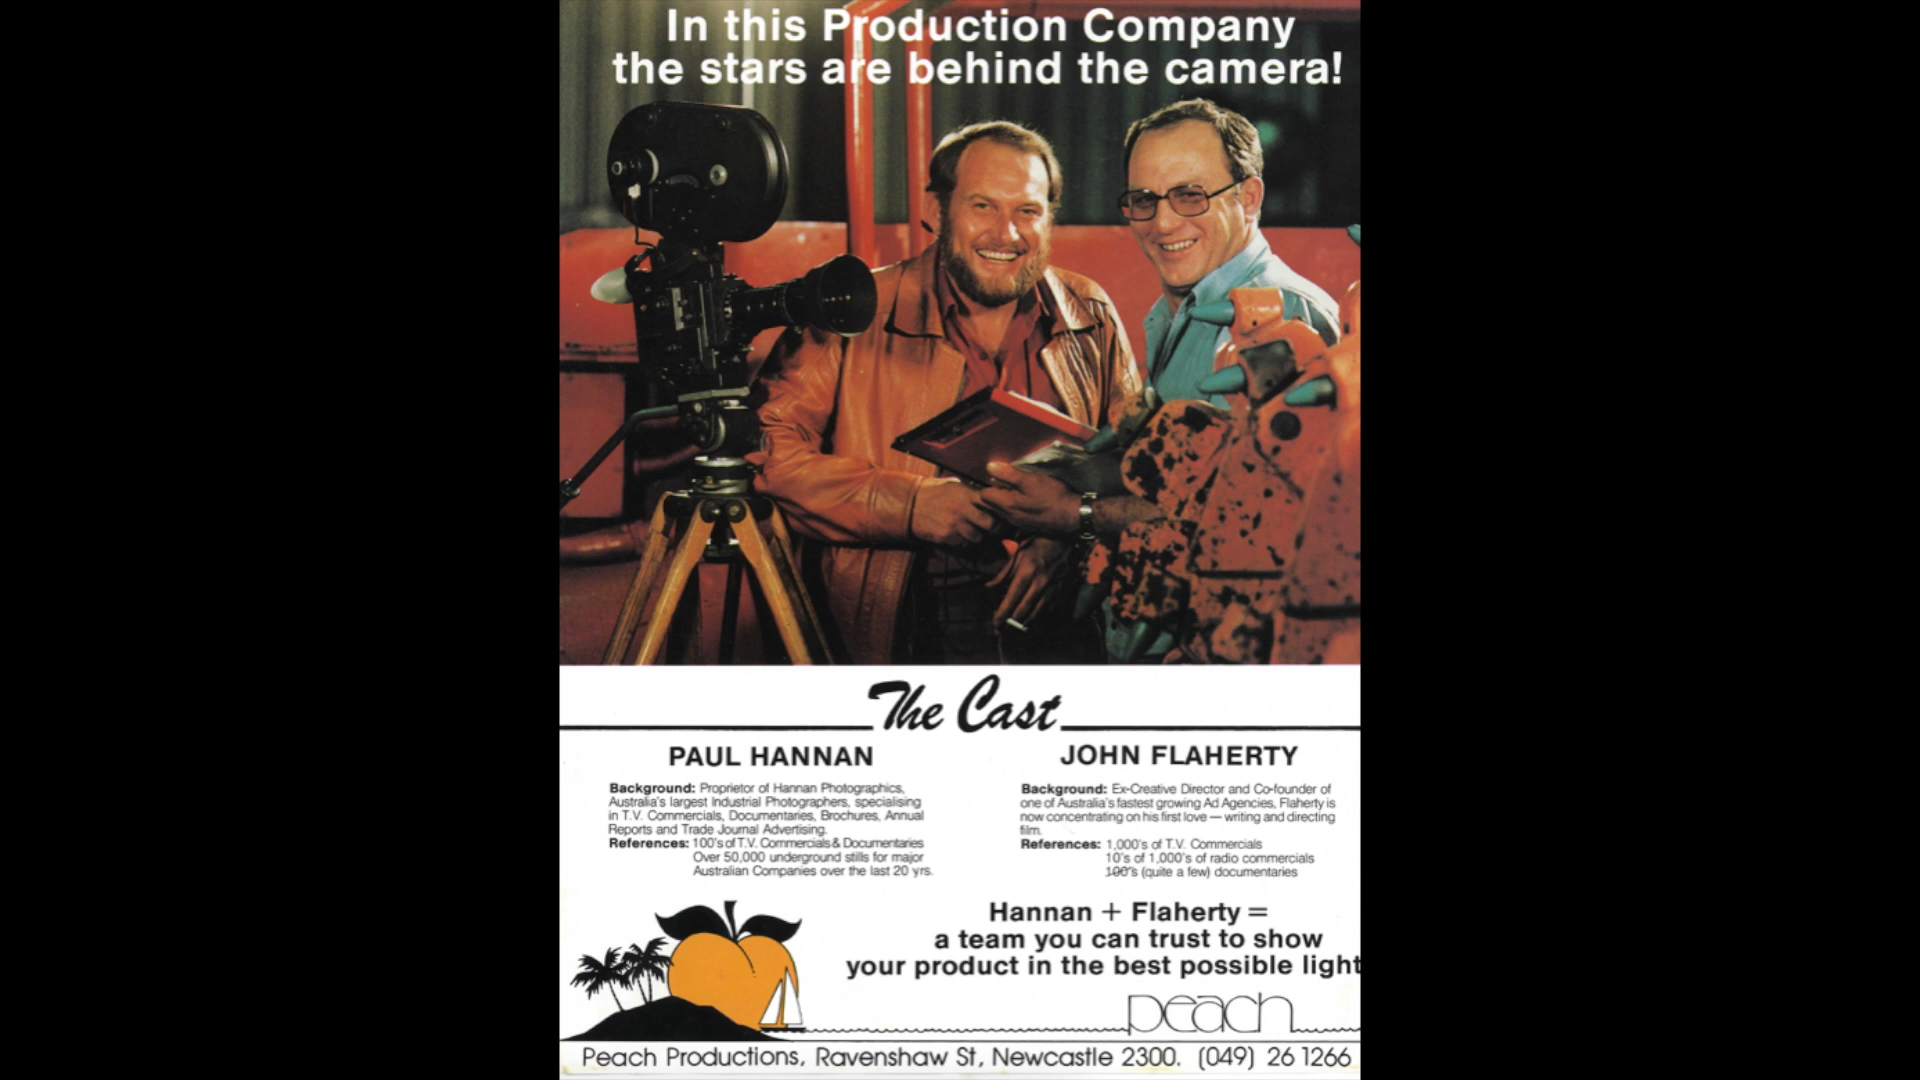 In this Production Company
the stars are behind the camera!
The Cast
PAUL HANNAN
Background: Proprietor of Hannan Photographics,
Australia's largest Industrial Photographers, specialising
in T.V. Commercials, Documentaries, Brochures, Annual
Reports and Trade Journal Advertising.
References: 100's of T.V. Commercials & Documentaries
Over 50,000 underground stills for major
Australian Companies over the last 20 yrs.
JOHN FLAHERTY
Background: Ex-Creative Director and Co-founder of
one of Australia's fastest growing Ad Agencies, Flaherty is
now concentrating on his first love — writing and directing
film.
References: 1,000's of T.V. Commercials
10's of 1,000's of radio commercials
100's (quite a few) documentaries
Hannan + Flaherty =
a team you can trust to show
your product in the best possible light
peach
Peach Productions, Ravenshaw St, Newcastle 2300. (049) 26 1266